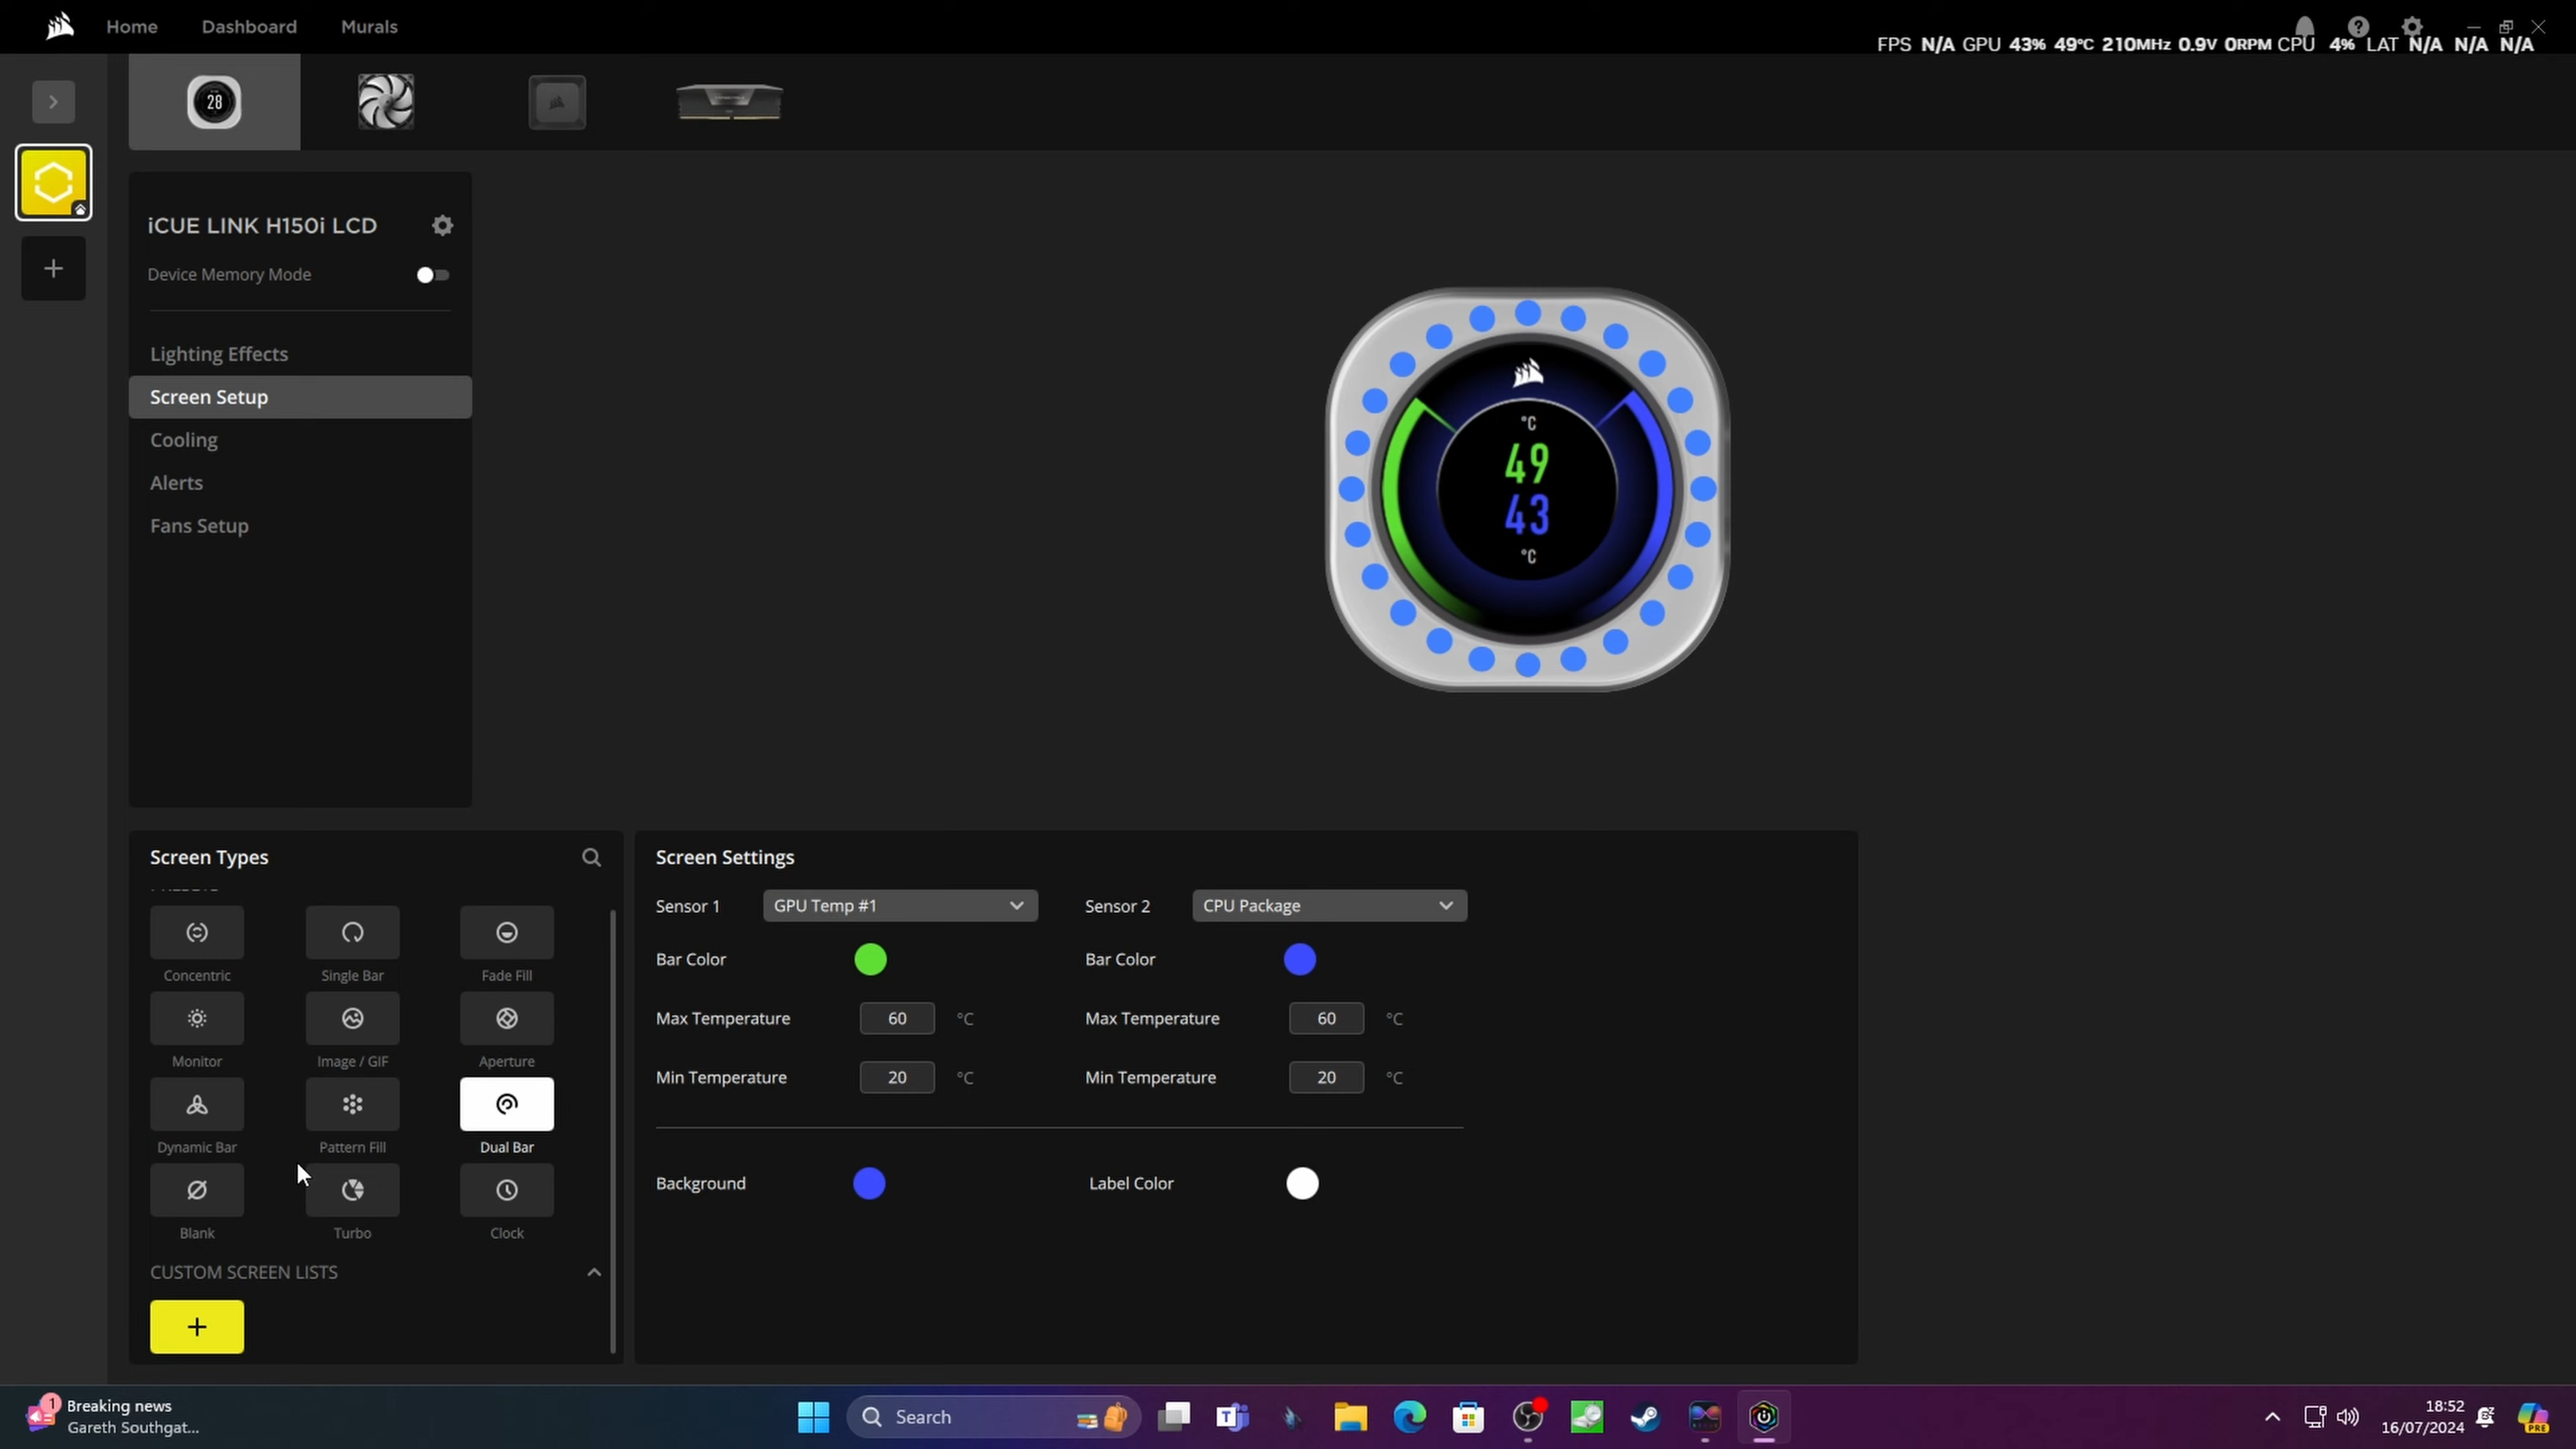 Home Dashboard Murals
FPS N/A GPU 43% 49°C 210MHz 0.9V 0RPM CPU 4% LAT N/A N/A N/A
28
iCUE LINK H150i LCD
Device Memory Mode
Lighting Effects
Screen Setup
Cooling
Alerts
Fans Setup
°C
49
43
°C
Screen Types
PRESETS
Concentric Single Bar Fade Fill
Monitor Image / GIF Aperture
Dynamic Bar Pattern Fill Dual Bar
Blank Turbo Clock
CUSTOM SCREEN LISTS
+
Screen Settings
Sensor 1 GPU Temp #1 Sensor 2 CPU Package
Bar Color Bar Color
Max Temperature 60 °C Max Temperature 60 °C
Min Temperature 20 °C Min Temperature 20 °C
Background Label Color
1 Breaking news
Gareth Southgat...
Search
18:52
16/07/2024
PRE